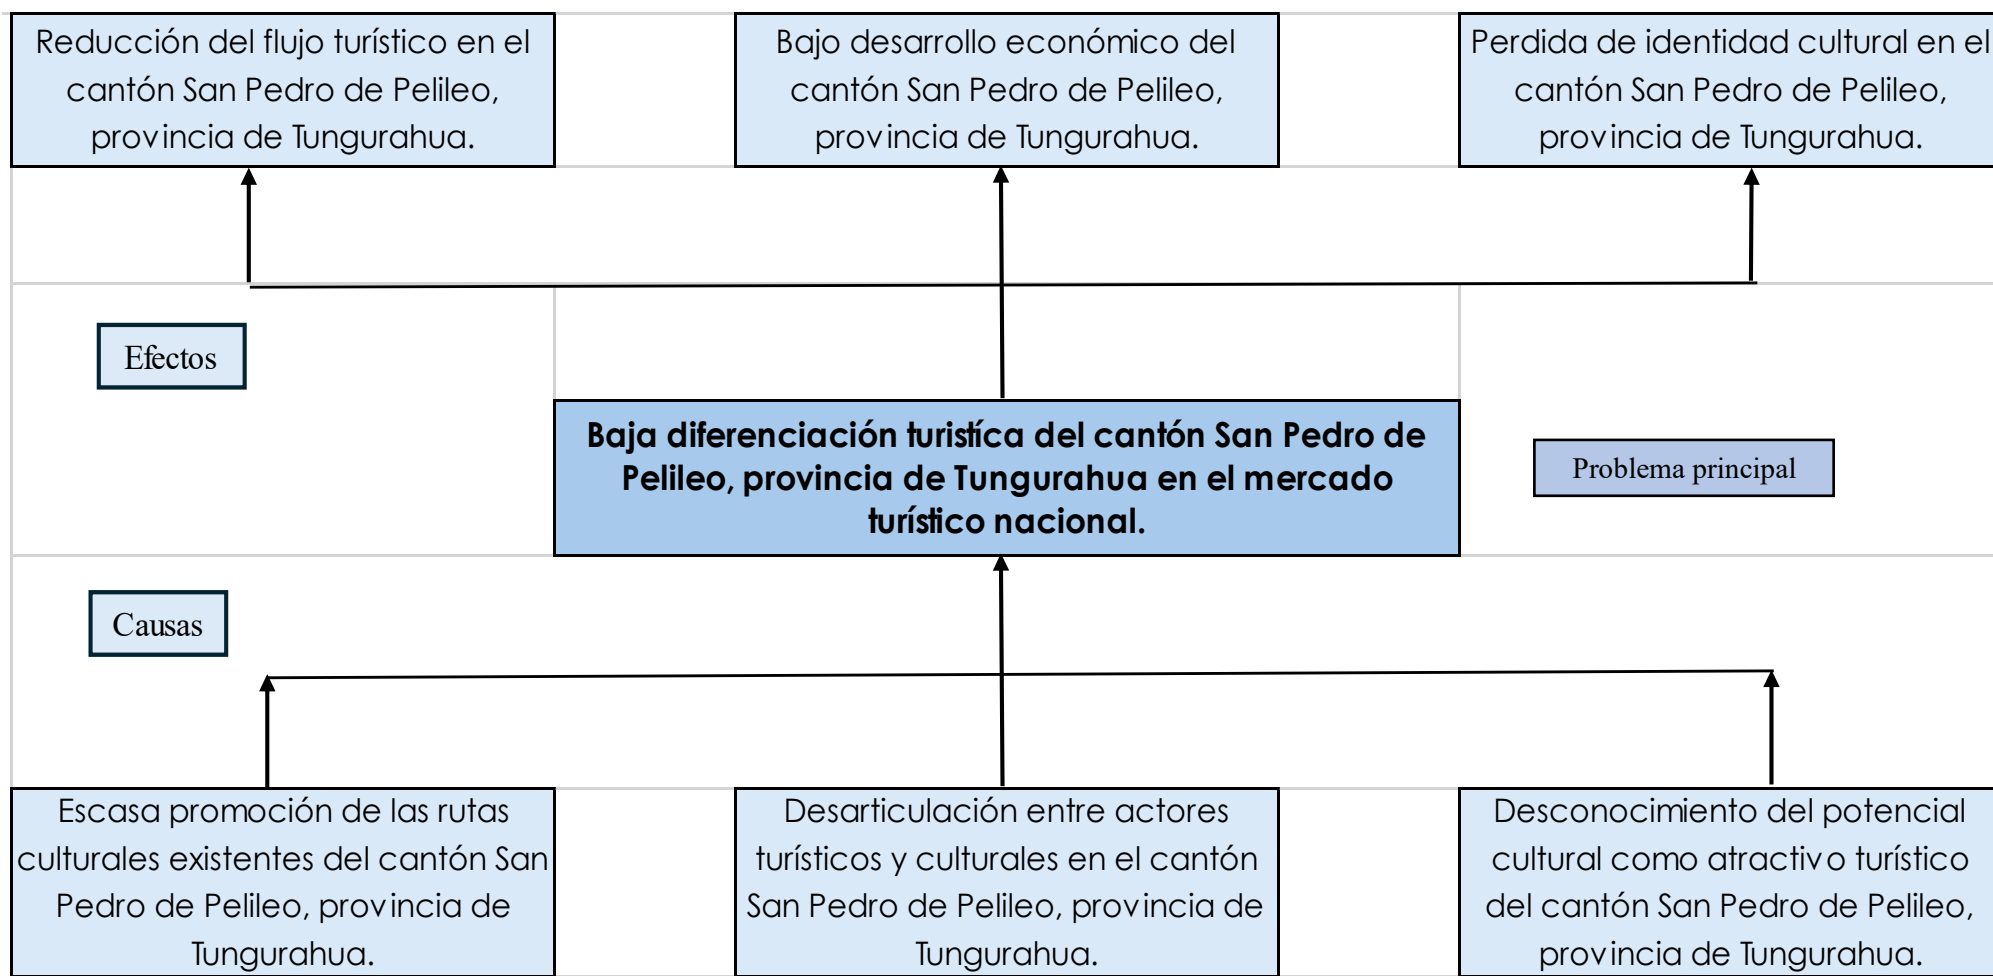 Reducción del flujo turístico en el
cantón San Pedro de Pelileo,
provincia de Tungurahua.
Bajo desarrollo económico del
cantón San Pedro de Pelileo,
provincia de Tungurahua.
Perdida de identidad cultural en el
cantón San Pedro de Pelileo,
provincia de Tungurahua.
Efectos
Baja diferenciación turistíca del cantón San Pedro de
Pelileo, provincia de Tungurahua en el mercado
turístico nacional.
Problema principal
Causas
Escasa promoción de las rutas
culturales existentes del cantón San
Pedro de Pelileo, provincia de
Tungurahua.
Desarticulación entre actores
turísticos y culturales en el cantón
San Pedro de Pelileo, provincia de
Tungurahua.
Desconocimiento del potencial
cultural como atractivo turístico
del cantón San Pedro de Pelileo,
provincia de Tungurahua.